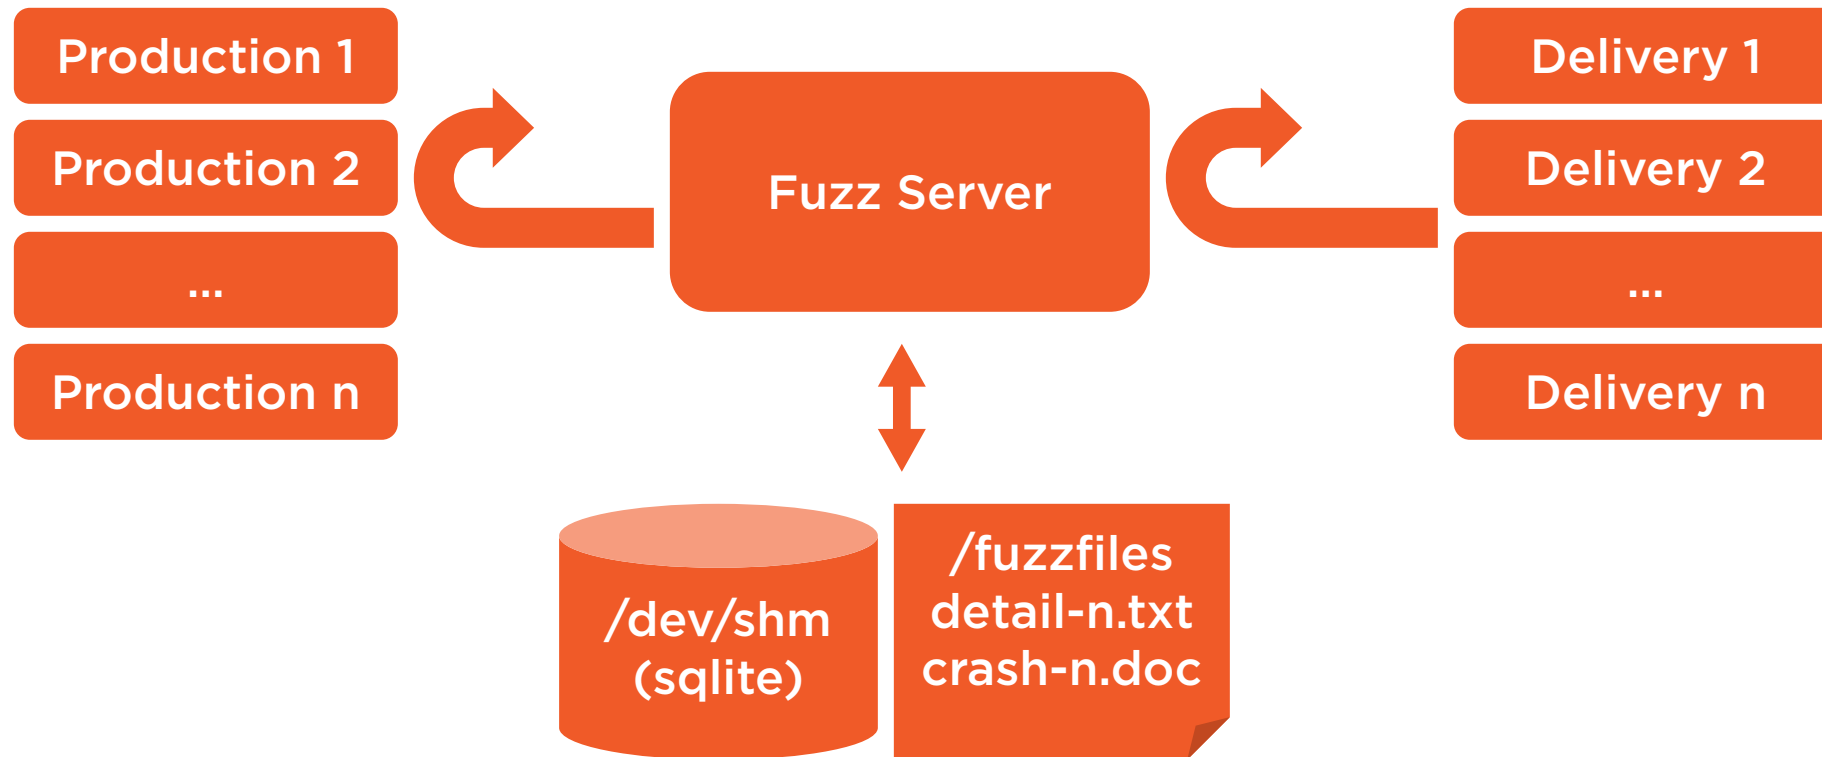 Production 1
Production 2
...
Production n
Fuzz Server
Delivery 1
Delivery 2
...
Delivery n
/dev/shm
(sqlite)
/fuzzfiles
detail-n.txt
crash-n.doc